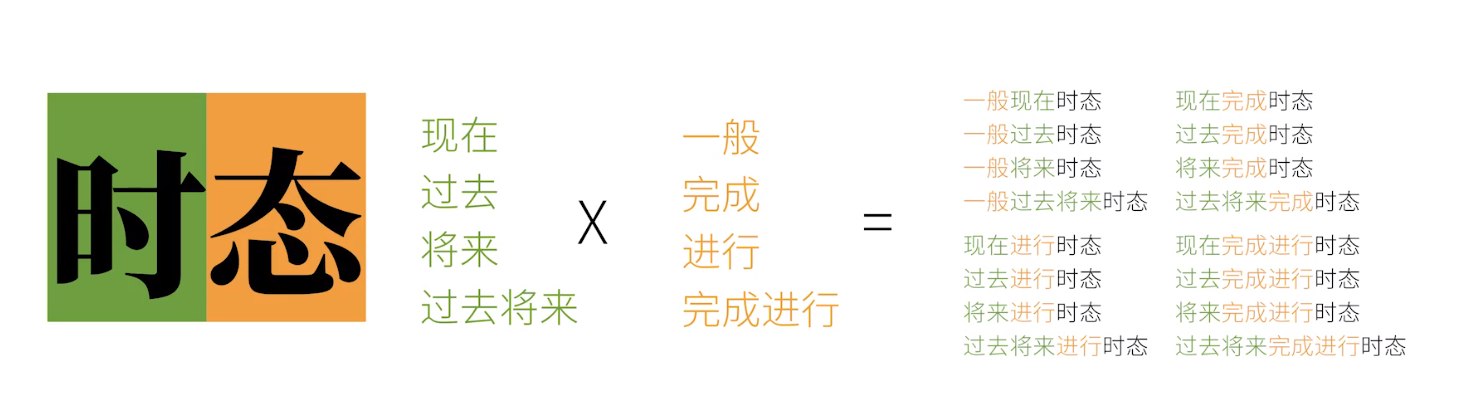 时态
现在
过去
将来
过去将来
X
一般
完成
进行
完成进行
=
一般现在时态
一般过去时态
一般将来时态
一般过去将来时态
现在完成时态
过去完成时态
将来完成时态
过去将来完成时态
现在进行时态
过去进行时态
将来进行时态
过去将来进行时态
现在完成进行时态
过去完成进行时态
将来完成进行时态
过去将来完成进行时态